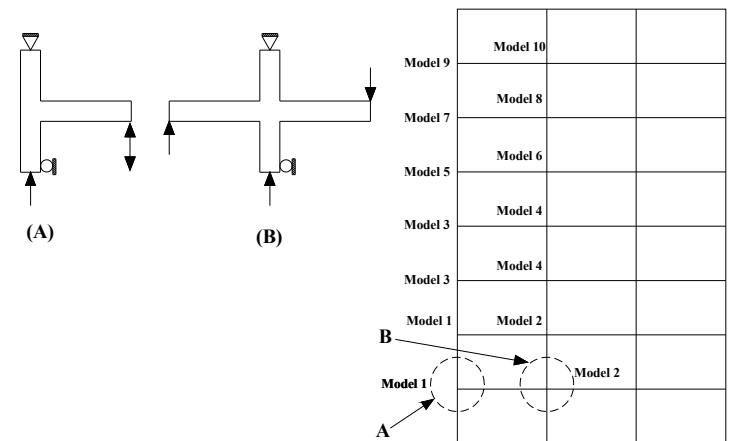 (A)
(B)
Model 10
Model 9
Model 8
Model 7
Model 6
Model 5
Model 4
Model 3
Model 4
Model 3
Model 1
Model 2
B
Model 2
Model 1
A